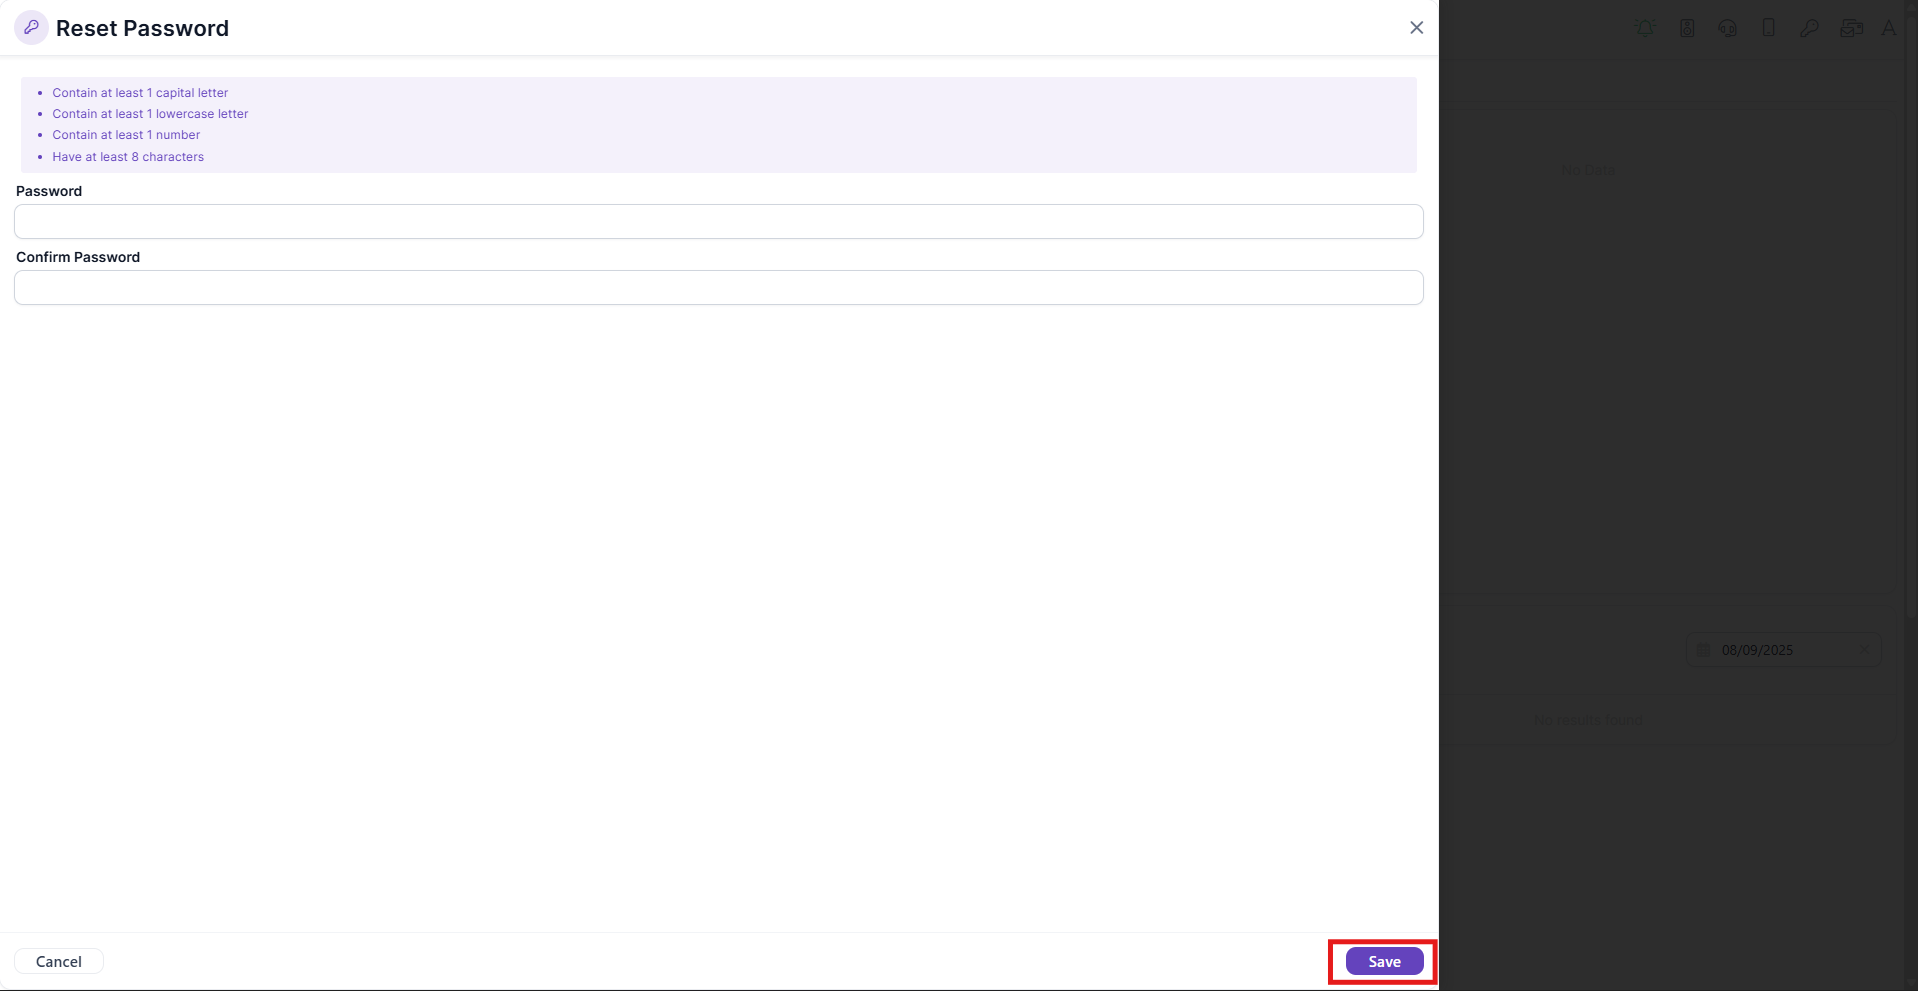 Reset Password
Contain at least 1 capital letter
Contain at least 1 lowercase letter
Contain at least 1 number
Have at least 8 characters
Password
Confirm Password
Cancel
Save
A
No Data
08/09/2025
No results found